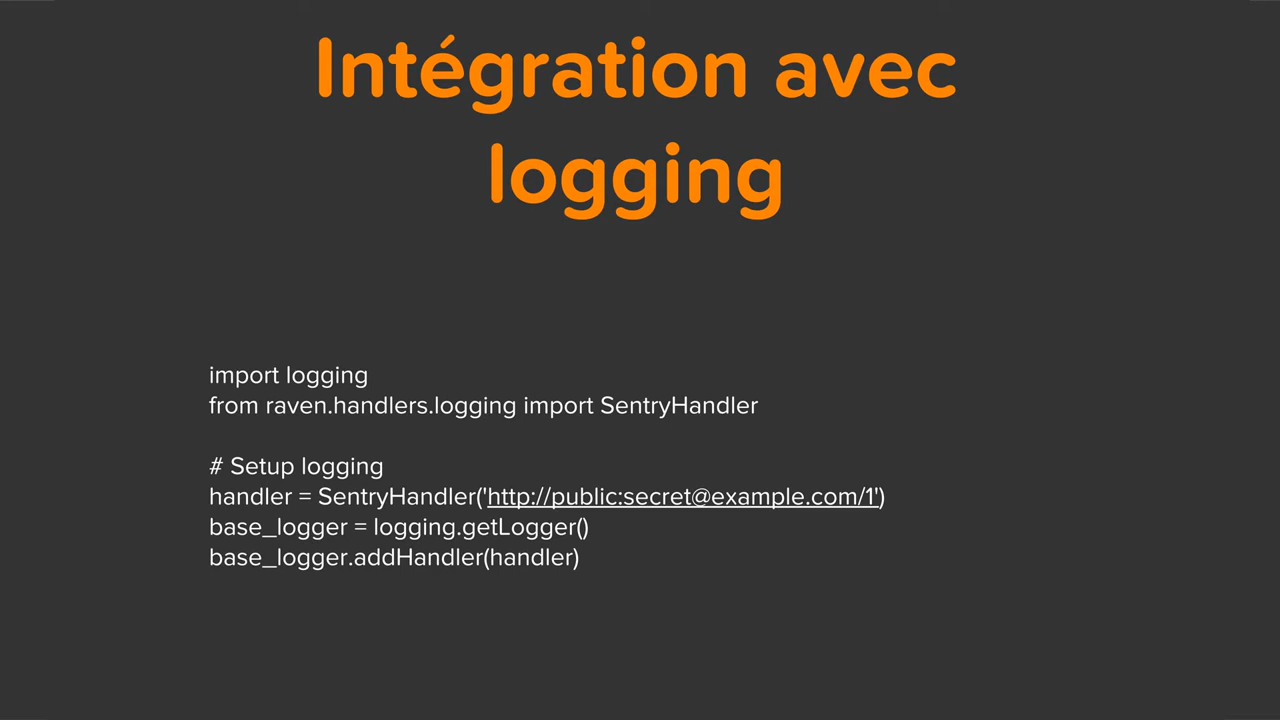 Intégration avec
logging
import logging
from raven.handlers.logging import SentryHandler
# Setup logging
handler = SentryHandler('http://public:secret@example.com/1')
base_logger = logging.getLogger()
base_logger.addHandler(handler)